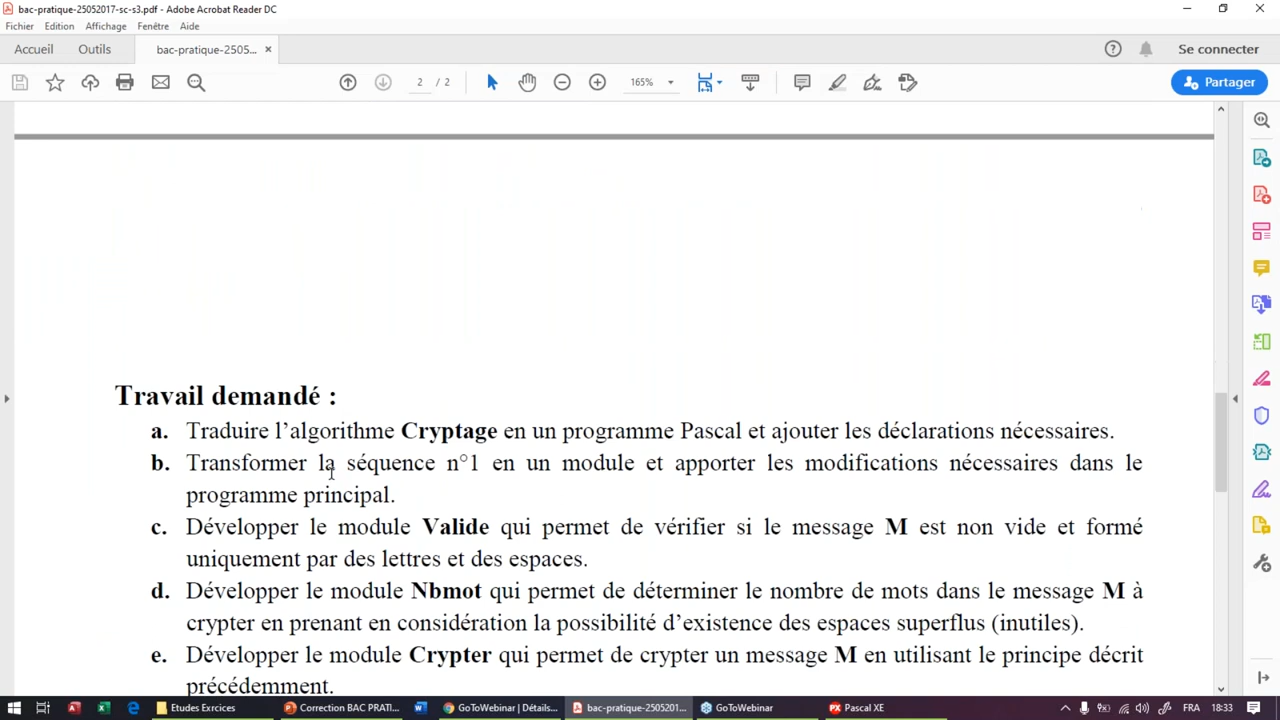 bac-pratique-25052017-sc-s3.pdf - Adobe Acrobat Reader DC
Fichier Edition Affichage Fenêtre Aide
Accueil Outils bac-pratique-2505... × Se connecter
2 / 2 165% Partager
Travail demandé :
a. Traduire l'algorithme Cryptage en un programme Pascal et ajouter les déclarations nécessaires.
b. Transformer la séquence n°1 en un module et apporter les modifications nécessaires dans le
programme principal.
c. Développer le module Valide qui permet de vérifier si le message M est non vide et formé
uniquement par des lettres et des espaces.
d. Développer le module Nbmot qui permet de déterminer le nombre de mots dans le message M à
crypter en prenant en considération la possibilité d'existence des espaces superflus (inutiles).
e. Développer le module Crypter qui permet de crypter un message M en utilisant le principe décrit
précédemment.
Etudes Exrcices Correction BAC PRATI... GoToWebinar | Détails... bac-pratique-2505201... GoToWebinar Pascal XE FRA 18:33